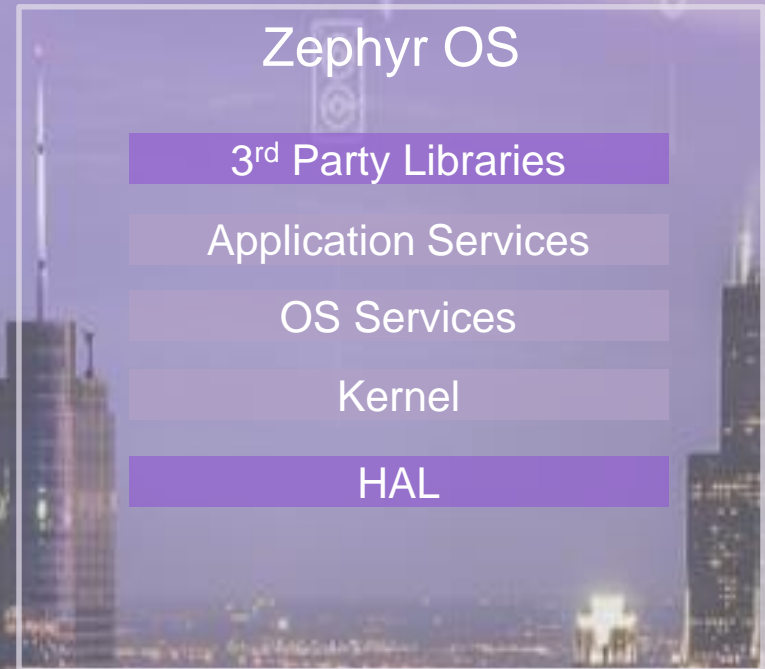 Zephyr OS
3rd Party Libraries
Application Services
OS Services
Kernel
HAL